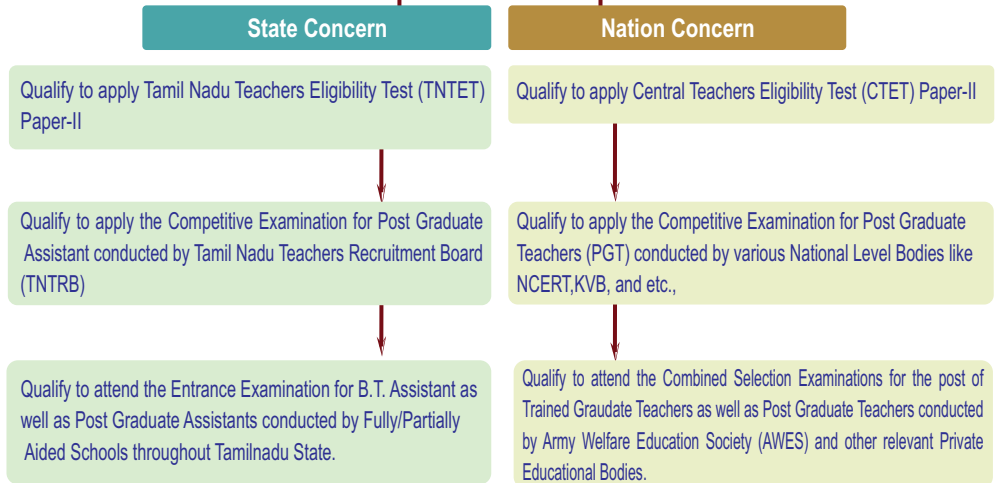 State Concern
Nation Concern
Qualify to apply Tamil Nadu Teachers Eligibility Test (TNTET)
Paper-II
Qualify to apply Central Teachers Eligibility Test (CTET) Paper-II
Qualify to apply the Competitive Examination for Post Graduate
Assistant conducted by Tamil Nadu Teachers Recruitment Board
(TNTRB)
Qualify to apply the Competitive Examination for Post Graduate
Teachers (PGT) conducted by various National Level Bodies like
NCERT,KVB, and etc.,
Qualify to attend the Entrance Examination for B.T. Assistant as
well as Post Graduate Assistants conducted by Fully/Partially
Aided Schools throughout Tamilnadu State.
Qualify to attend the Combined Selection Examinations for the post of
Trained Graudate Teachers as well as Post Graduate Teachers conducted
by Army Welfare Education Society (AWES) and other relevant Private
Educational Bodies.